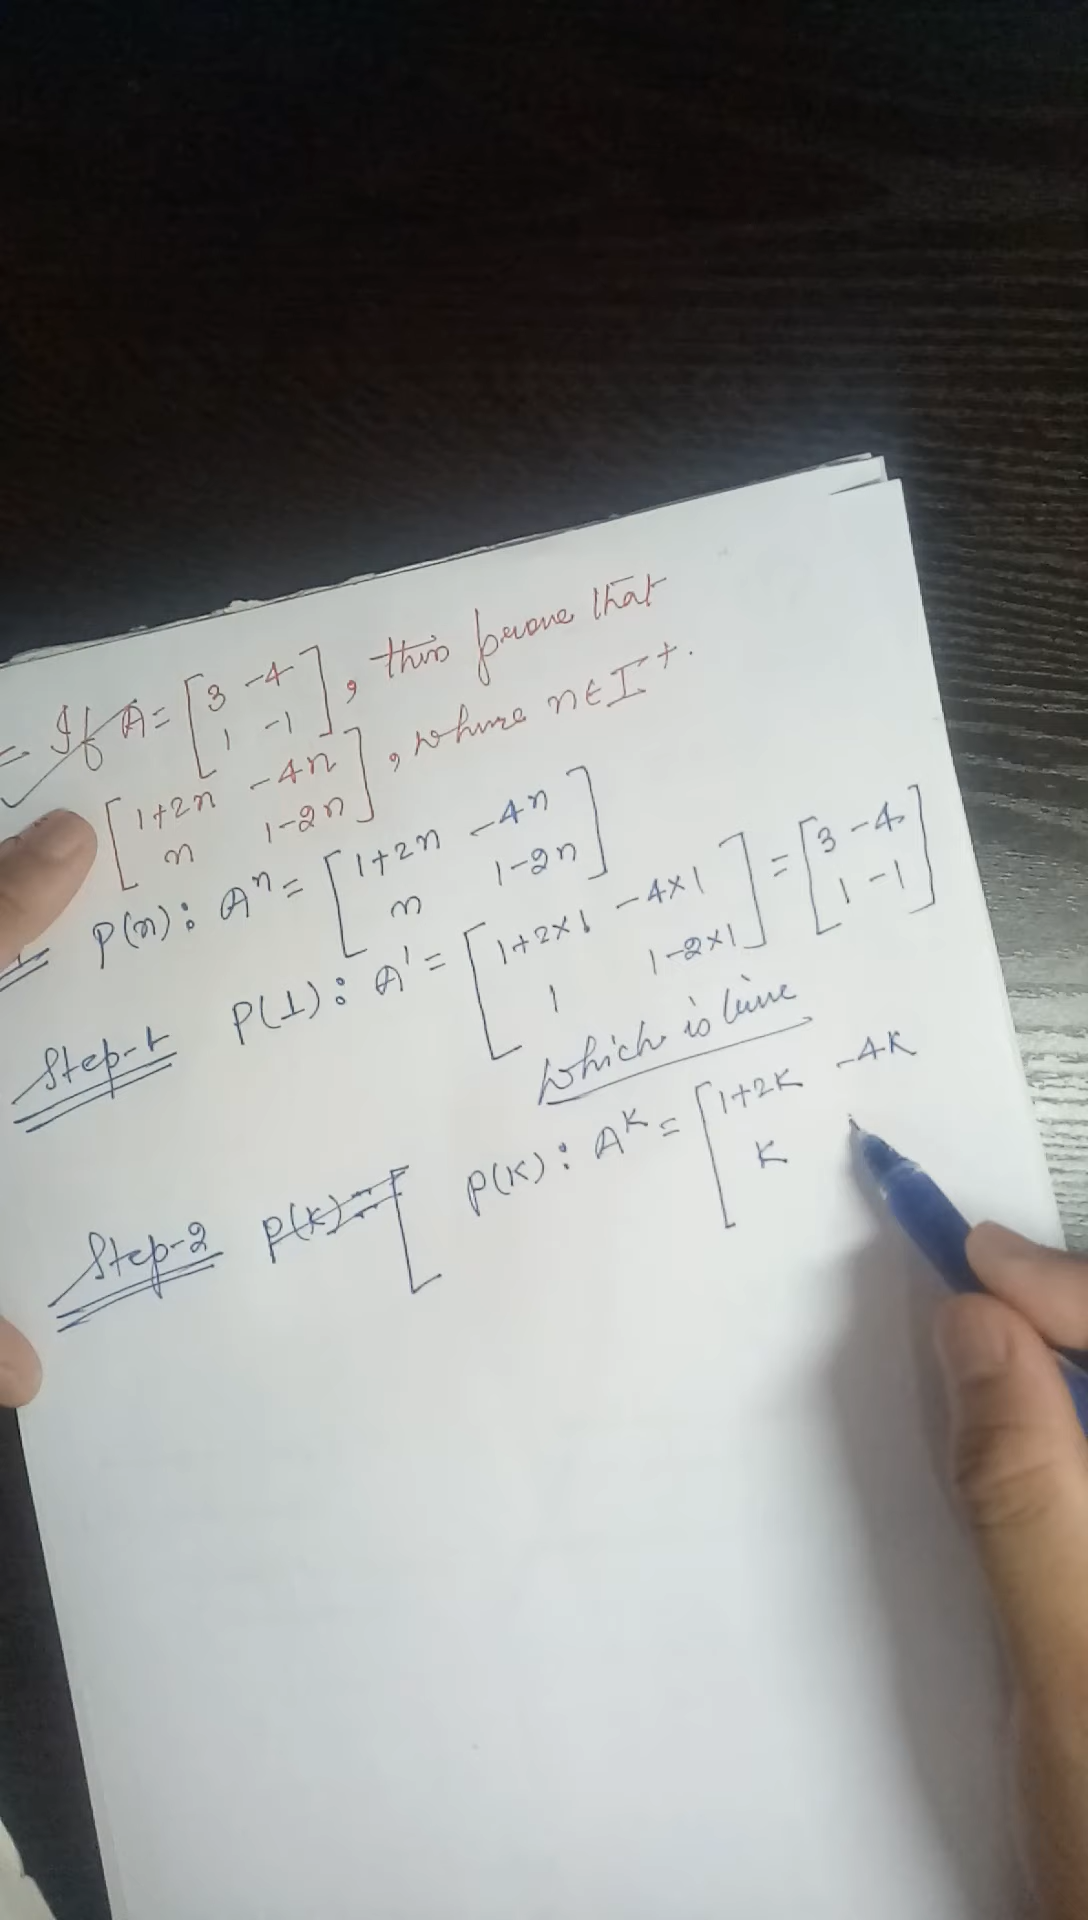 = If A = [3 -4
1 -1], then prove that
[1+2n -4n
n 1-2n], where n∈I⁺.
P(n): Aⁿ = [1+2n -4n
n 1-2n]
Step-1 P(1): A¹ = [1+2×1 -4×1
1 1-2×1] = [3 -4
1 -1]
which is
Step-2 P(K)= [ P(K): Aᴷ = [1+2K -4K
K